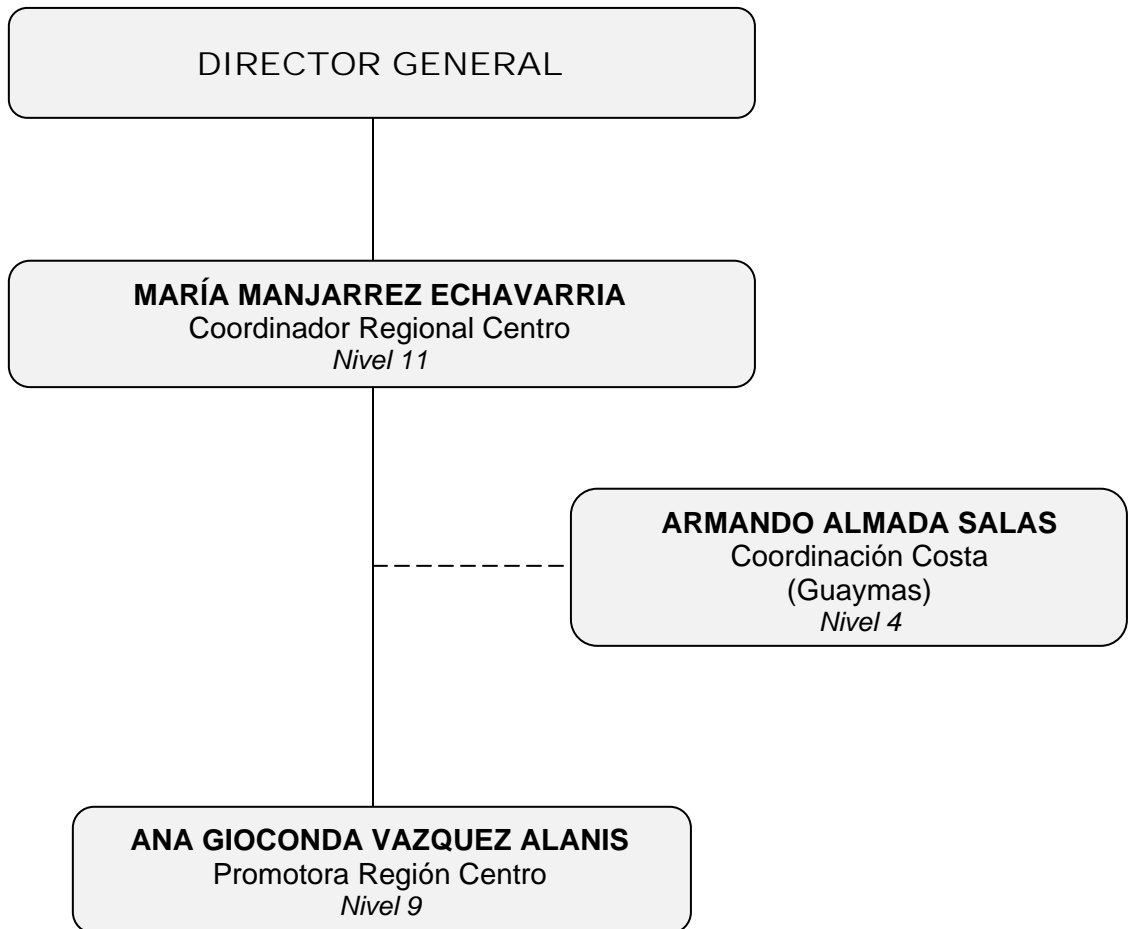 DIRECTOR GENERAL
MARÍA MANJARREZ ECHAVARRIA
Coordinador Regional Centro
Nivel 11
ARMANDO ALMADA SALAS
Coordinación Costa
(Guaymas)
Nivel 4
ANA GIOCONDA VAZQUEZ ALANIS
Promotora Región Centro
Nivel 9